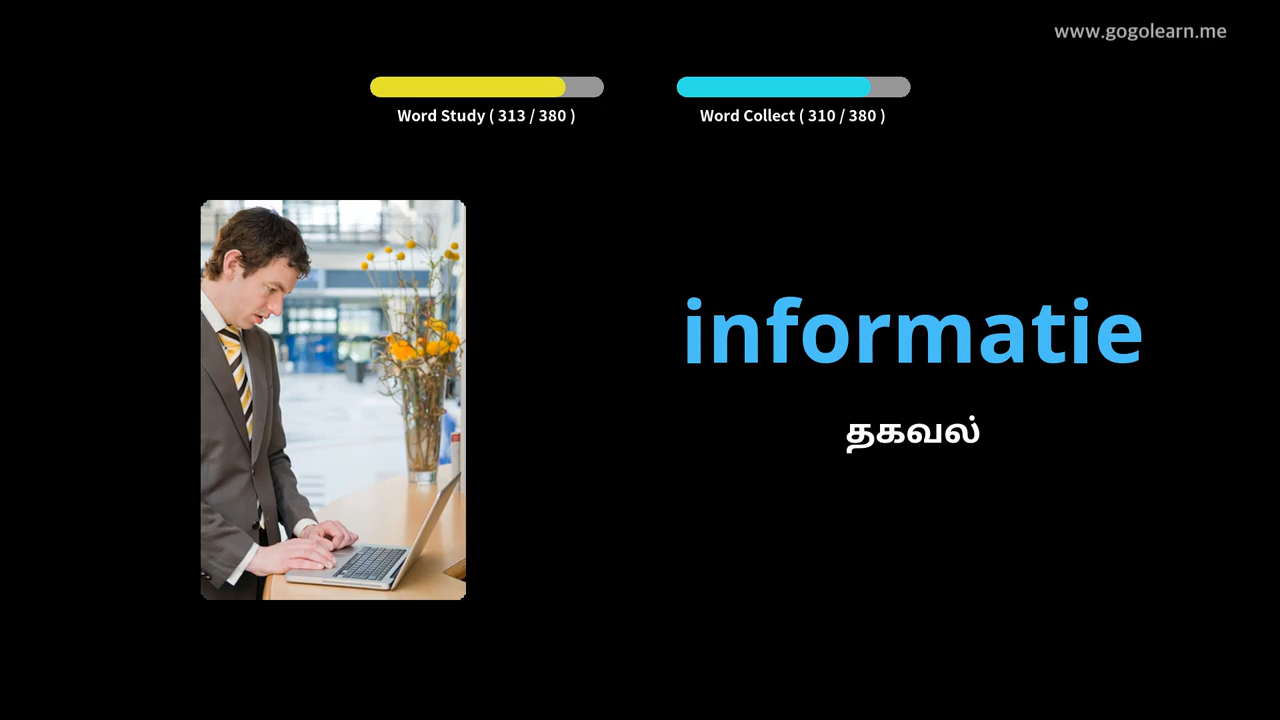 www.gogolearn.me
Word Study ( 313 / 380 )
Word Collect ( 310 / 380 )
informatie
தகவல்